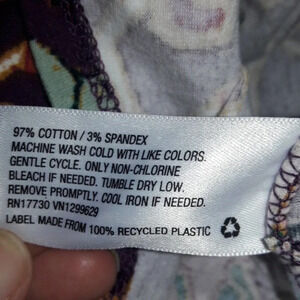 97% COTTON / 3% SPANDEX
MACHINE WASH COLD WITH LIKE COLORS.
GENTLE CYCLE. ONLY NON-CHLORINE
BLEACH IF NEEDED. TUMBLE DRY LOW.
REMOVE PROMPTLY. COOL IRON IF NEEDED.
RN17730 VN1299629
LABEL MADE FROM 100% RECYCLED PLASTIC